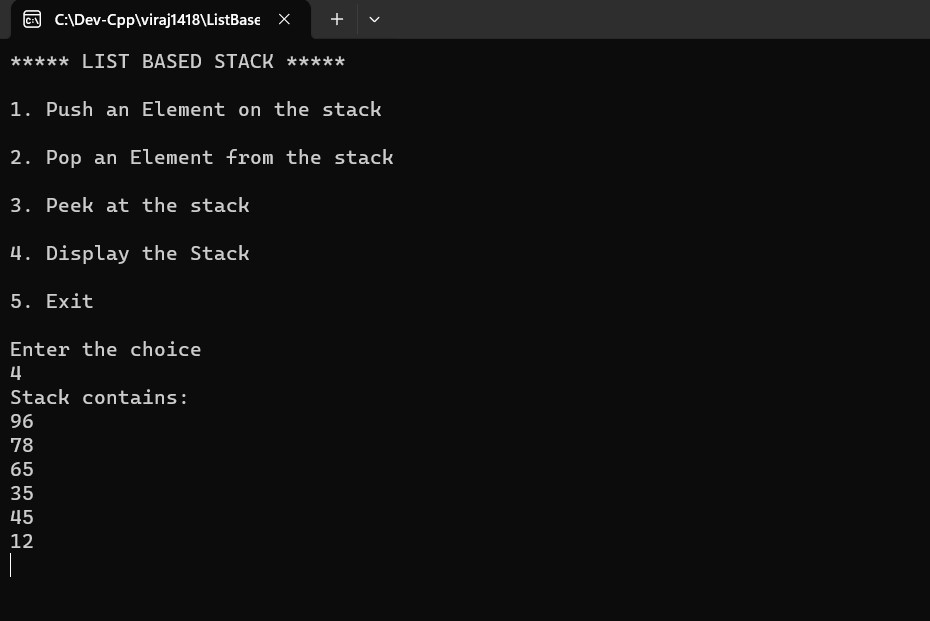 C:\Dev-Cpp\viraj1418\ListBase
***** LIST BASED STACK *****
1. Push an Element on the stack
2. Pop an Element from the stack
3. Peek at the stack
4. Display the Stack
5. Exit
Enter the choice
4
Stack contains:
96
78
65
35
45
12